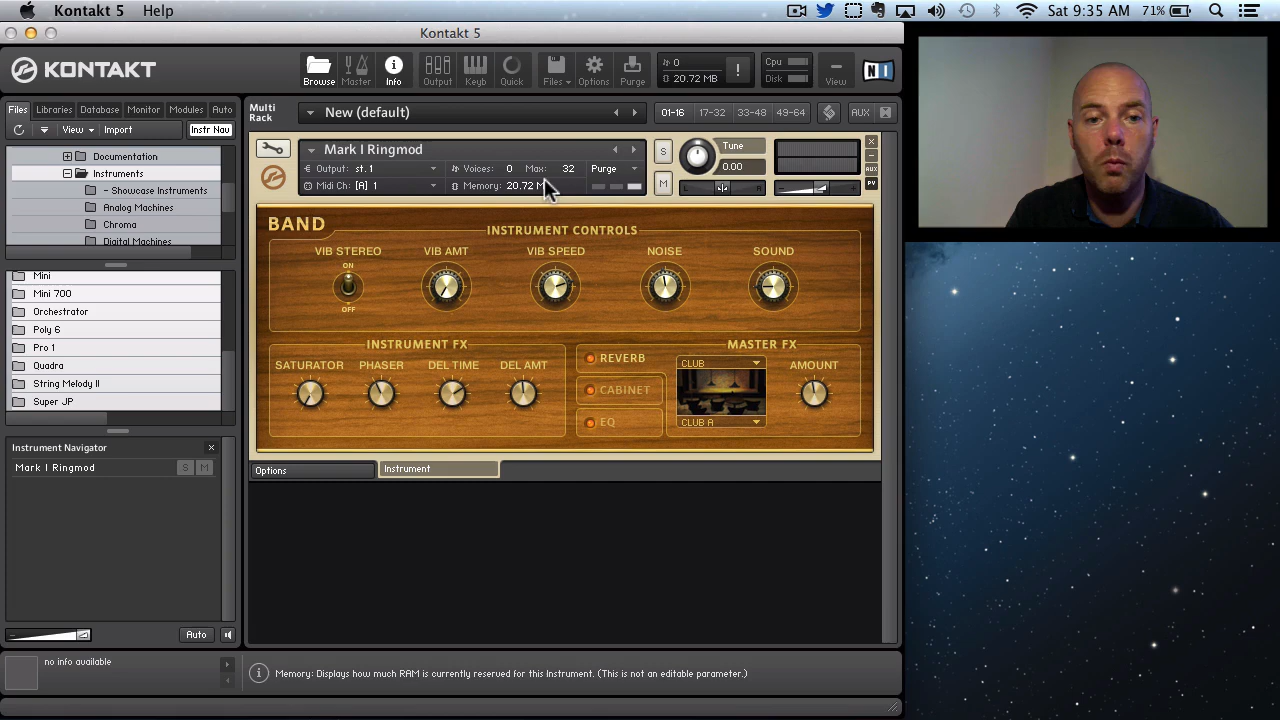 Kontakt 5 Help
Sat 9:35 AM 71%
Kontakt 5
KONTAKT
Browse Master Info Output Keyb Quick Files Options Purge
0
20.72 MB
!
Cpu
Disk
View
NI
Files Libraries Database Monitor Modules Auto
View Import Instr Nav
Documentation
Instruments
- Showcase Instruments
Analog Machines
Chroma
Digital Machines
Mini
Mini 700
Orchestrator
Poly 6
Pro 1
Quadra
String Melody II
Super JP
Instrument Navigator
Mark I Ringmod S M
Auto
no info available
Multi Rack
New (default)
01-16 17-32 33-48 49-64 AUX
Mark I Ringmod
Output: st.1 Voices: 0 Max: 32 Purge
Midi Ch: [A] 1 Memory: 20.72 M
S
M
Tune
0.00
L R
AUX
PV
BAND
INSTRUMENT CONTROLS
VIB STEREO VIB AMT VIB SPEED NOISE SOUND
ON
OFF
INSTRUMENT FX
SATURATOR PHASER DEL TIME DEL AMT
MASTER FX
REVERB
CABINET
EQ
CLUB
CLUB A
AMOUNT
Options Instrument
Memory: Displays how much RAM is currently reserved for this Instrument. (This is not an editable parameter.)